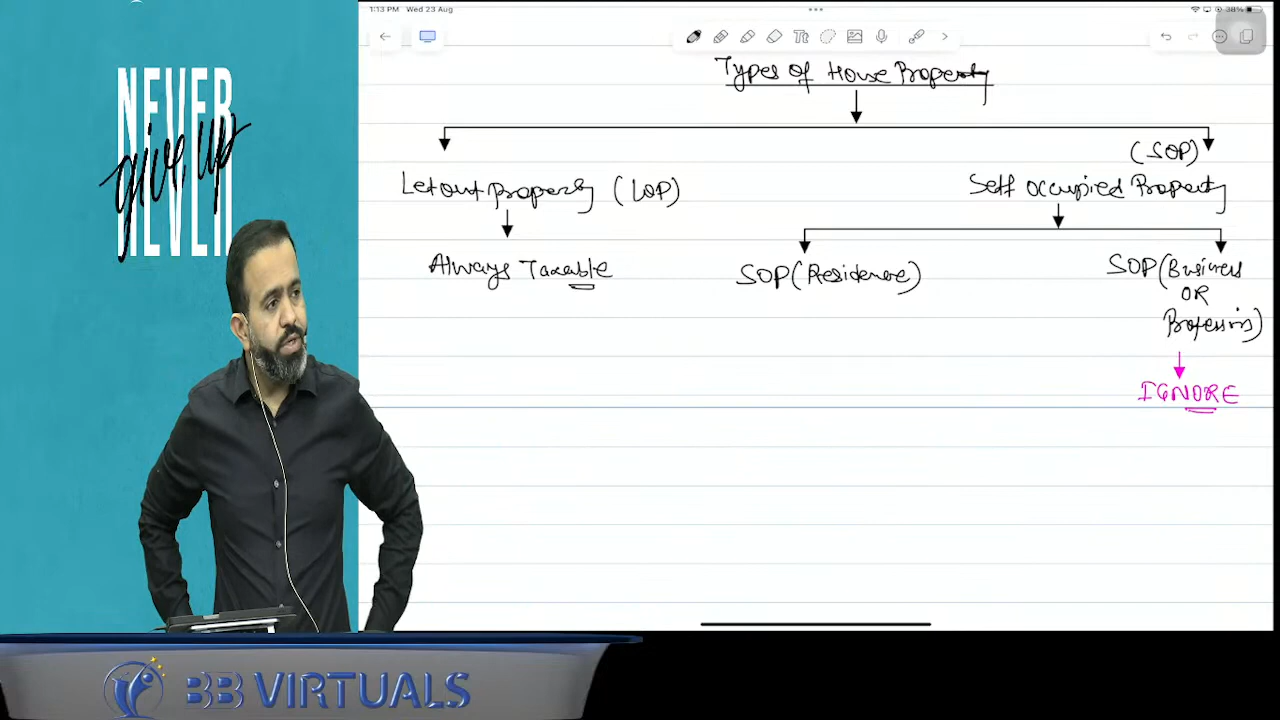 1:13 PM Wed 23 Aug
38%
NEVER
give up
NEVER
Types of House Property
(SOP)
Letout Property (LOP)
Self Occupied Property
Always Taxable
SOP (Residence)
SOP (Business
OR
Profession)
IGNORE
BB VIRTUALS